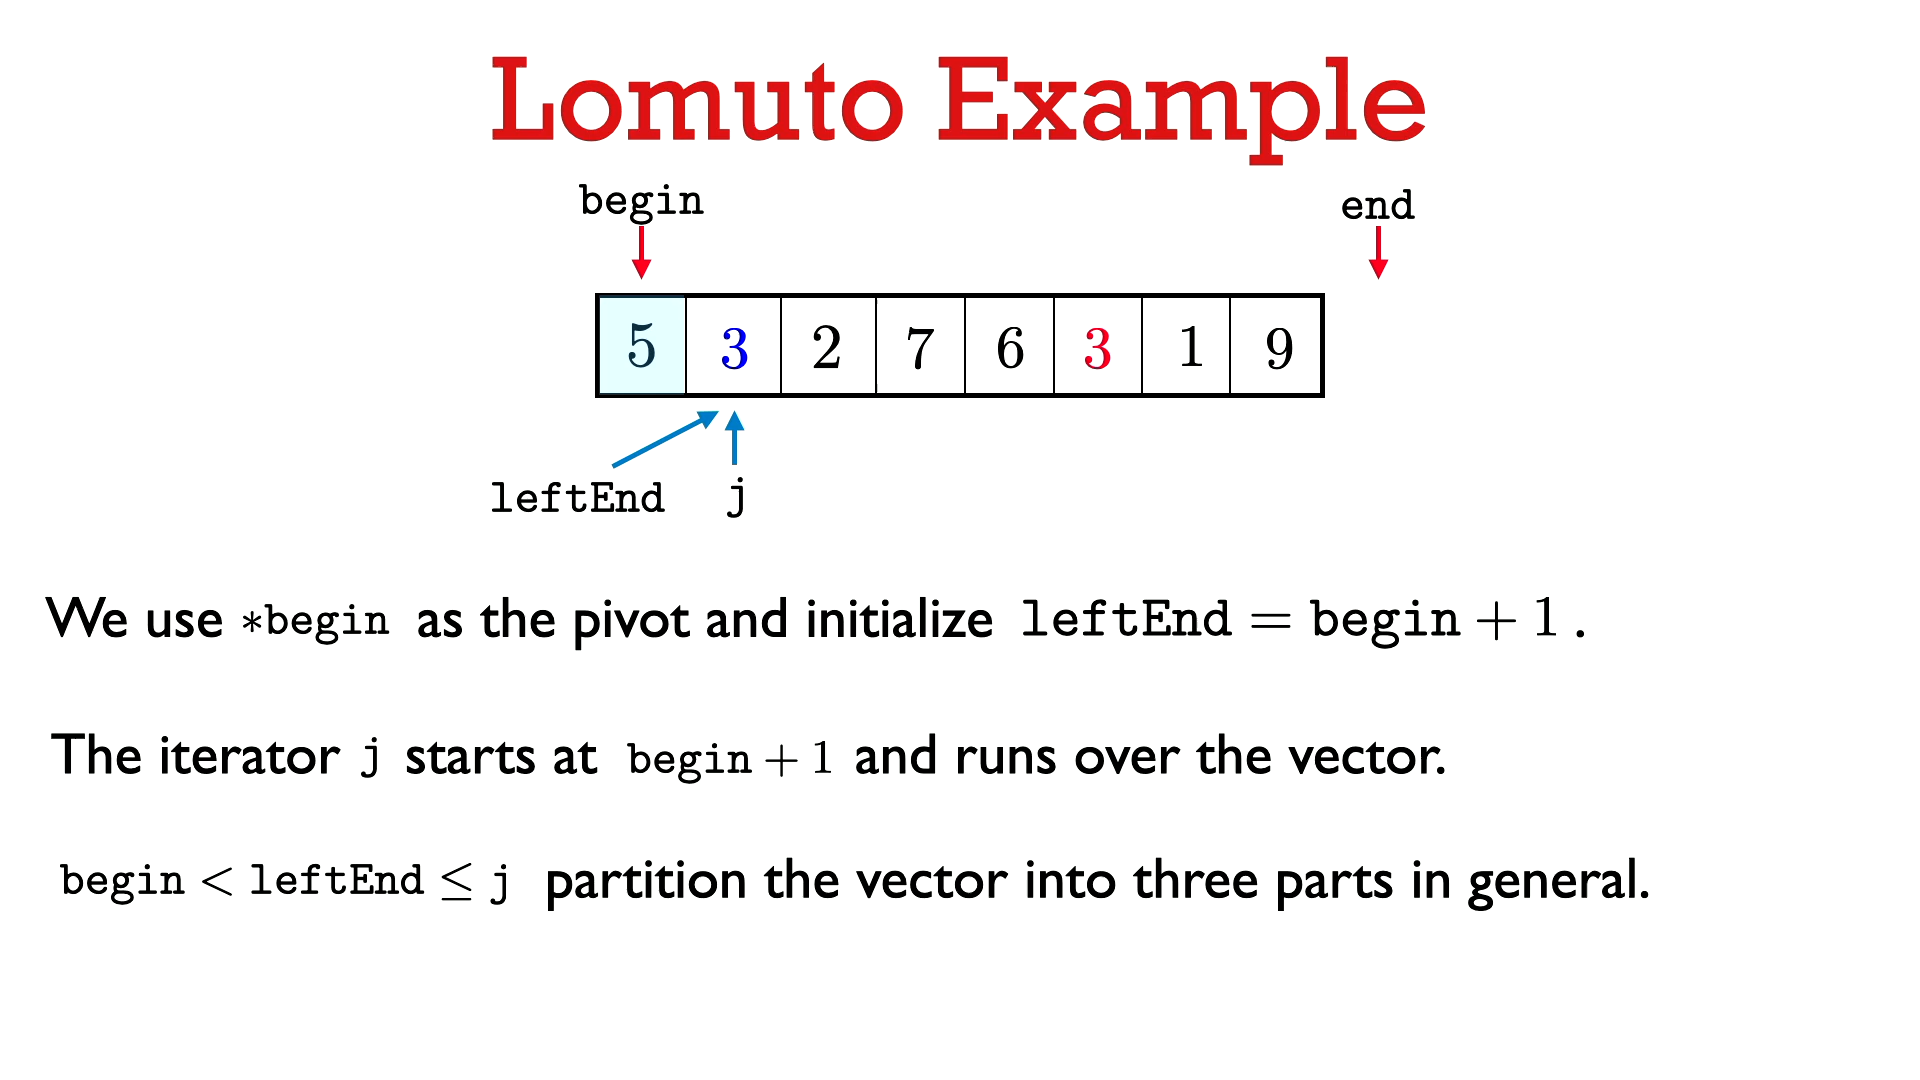 Lomuto Example
begin end
5 3 2 7 6 3 1 9
leftEnd j
We use *begin as the pivot and initialize leftEnd = begin + 1 .
The iterator j starts at begin + 1 and runs over the vector.
begin < leftEnd ≤ j partition the vector into three parts in general.